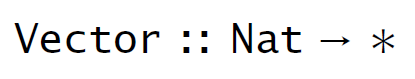 Vector :: Nat → *